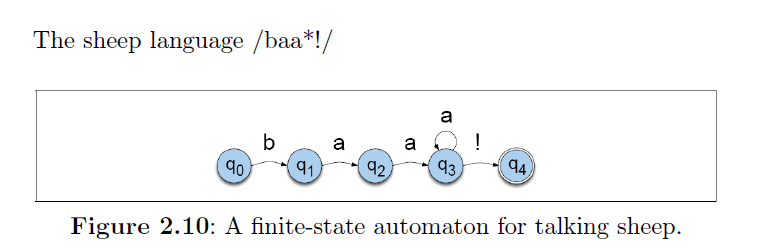 The sheep language /baa*!/
a
b a a !
q0 q1 q2 q3 q4
Figure 2.10: A finite-state automaton for talking sheep.